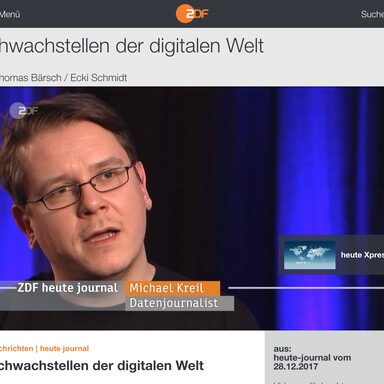 Menü ZDF Suche
hwachstellen der digitalen Welt
homas Bärsch / Ecki Schmidt
ZDF
heute Xpres
ZDF heute journal Michael Kreil
Datenjournalist
chrichten | heute journal
chwachstellen der digitalen Welt
aus:
heute-journal vom
28.12.2017